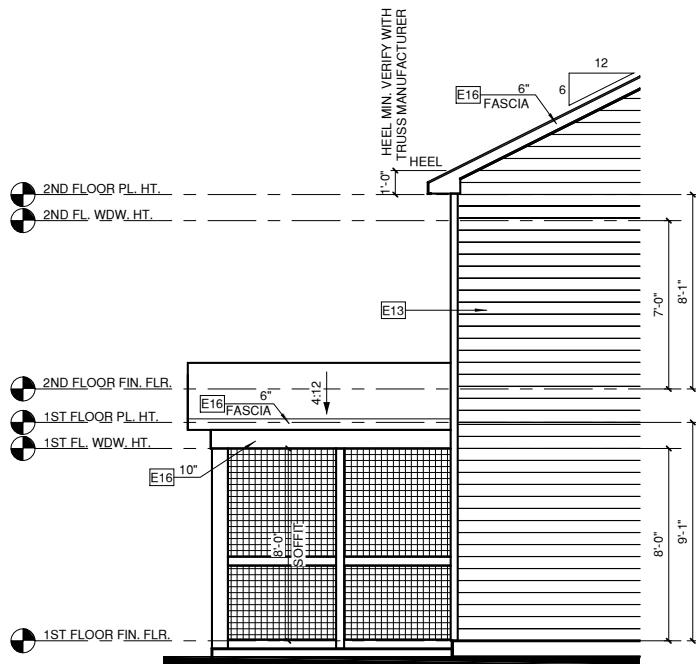 12
6
E16
6"
FASCIA
HEEL MIN. VERIFY WITH
TRUSS MANUFACTURER
HEEL
1'-0"
2ND FLOOR PL. HT.
2ND FL. WDW. HT.
E13
7'-0"
8'-1"
2ND FLOOR FIN. FLR.
4:12
E16
6"
FASCIA
1ST FLOOR PL. HT.
1ST FL. WDW. HT.
E16
10"
8'-0"
SOFFIT
8'-0"
9'-1"
1ST FLOOR FIN. FLR.